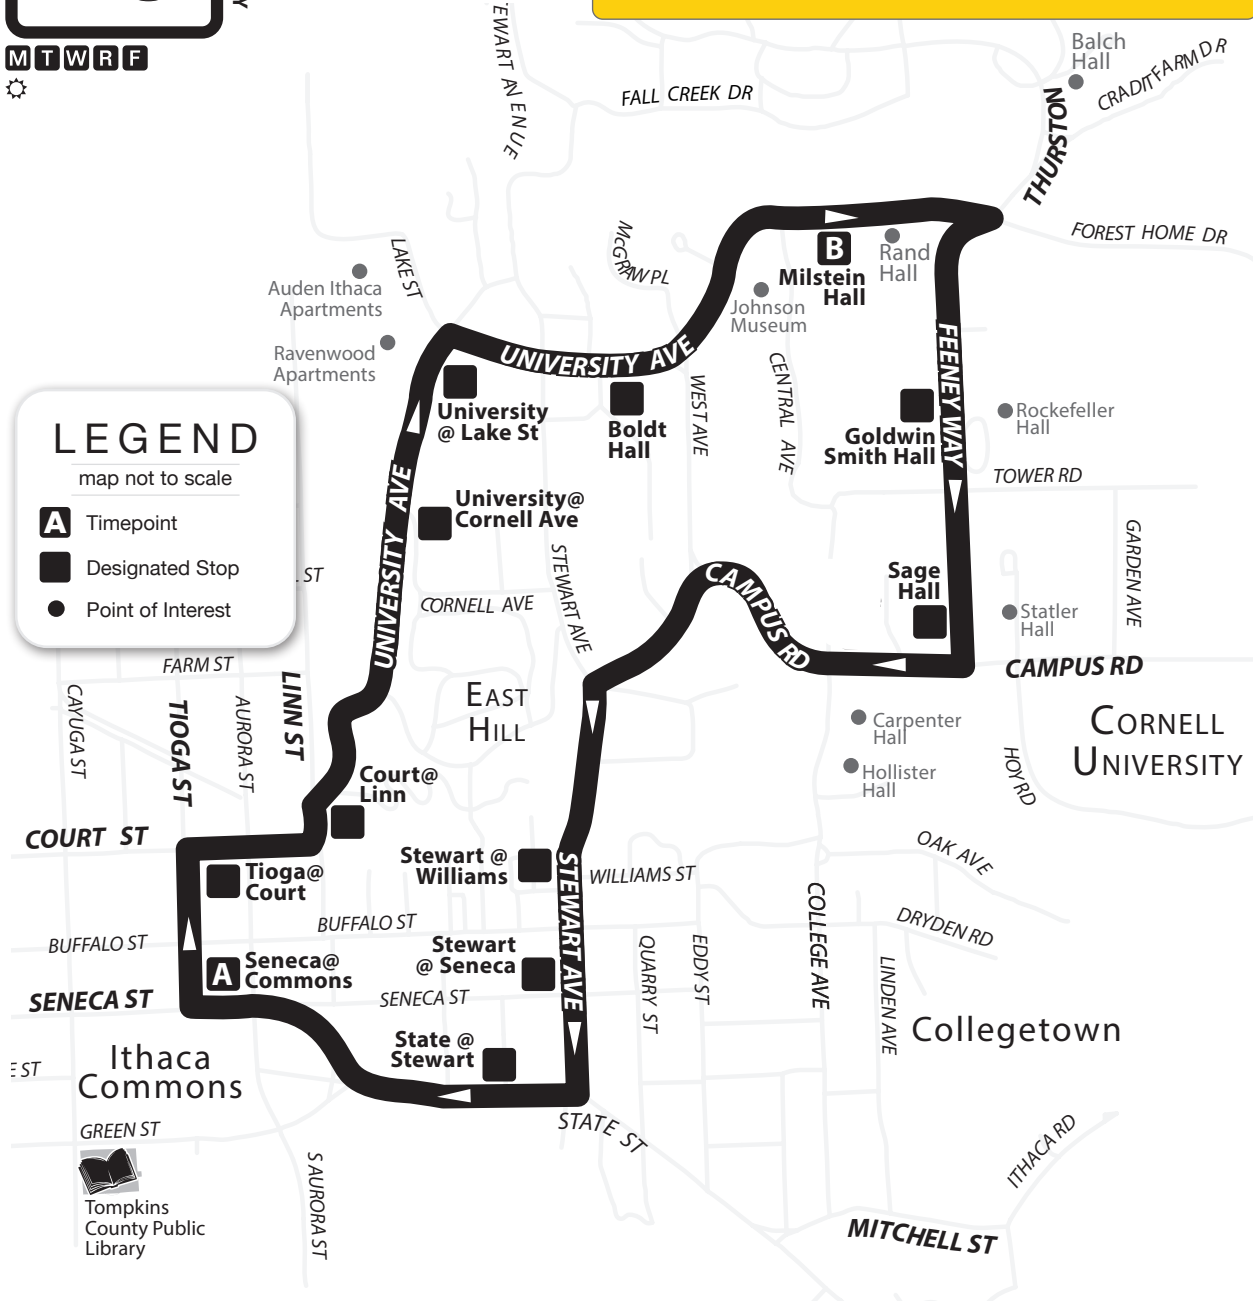 Y
M T W R F
EWART AVENUE
FALL CREEK DR
Balch
Hall
CRADIT FARM DR
THURSTON
FOREST HOME DR
McGRAW PL
LAKE ST
B
Milstein
Hall
Rand
Hall
Johnson
Museum
Auden Ithaca
Apartments
Ravenwood
Apartments
UNIVERSITY AVE
FEENEY WAY
WEST AVE
CENTRAL AVE
University
@ Lake St
Boldt
Hall
Goldwin
Smith Hall
Rockefeller
Hall
TOWER RD
LEGEND
map not to scale
A Timepoint
Designated Stop
Point of Interest
UNIVERSITY AVE
University@
Cornell Ave
STEWART AVE
GARDEN AVE
ST
CORNELL AVE
CAMPUS RD
Sage
Hall
Statler
Hall
FARM ST
CAMPUS RD
CAYUGA ST
TIOGA ST
AURORA ST
LINN ST
EAST
HILL
Carpenter
Hall
Hollister
Hall
HOY RD
CORNELL
UNIVERSITY
Court@
Linn
COURT ST
Tioga@
Court
Stewart @
Williams
STEWART AVE
WILLIAMS ST
OAK AVE
COLLEGE AVE
DRYDEN RD
BUFFALO ST
BUFFALO ST
A
Seneca@
Commons
Stewart
@ Seneca
QUARRY ST
EDDY ST
LINDEN AVE
SENECA ST
SENECA ST
Collegetown
State @
Stewart
Ithaca
Commons
E ST
GREEN ST
STATE ST
ITHACA RD
S AURORA ST
Tompkins
County Public
Library
MITCHELL ST